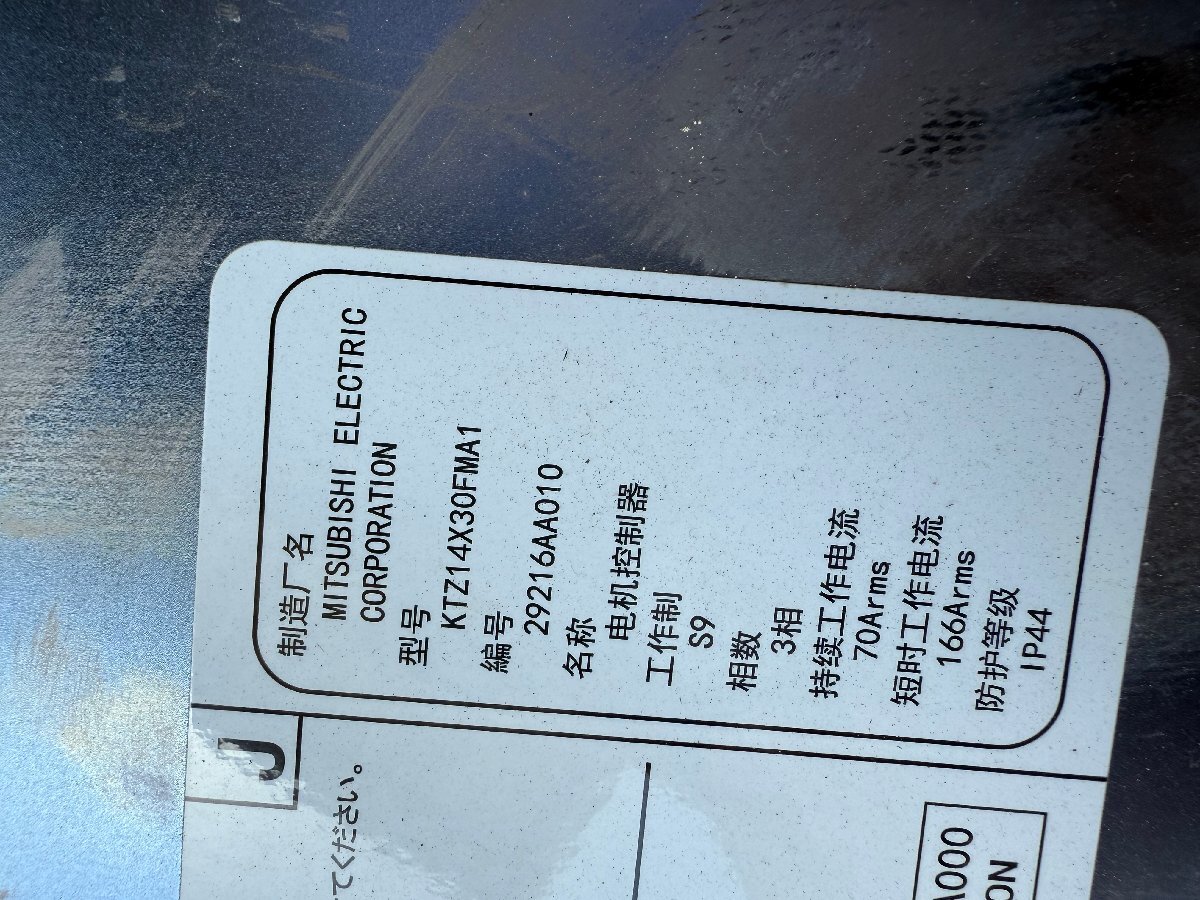 制造厂名
MITSUBISHI ELECTRIC
CORPORATION
型号
KTZ14X30FMA1
編号
29216AA010
名称
电机控制器
工作制
S9
相数
3相
持续工作电流
70Arms
短时工作电流
166Arms
防护等级
IP44
J
てください。
A000
ON